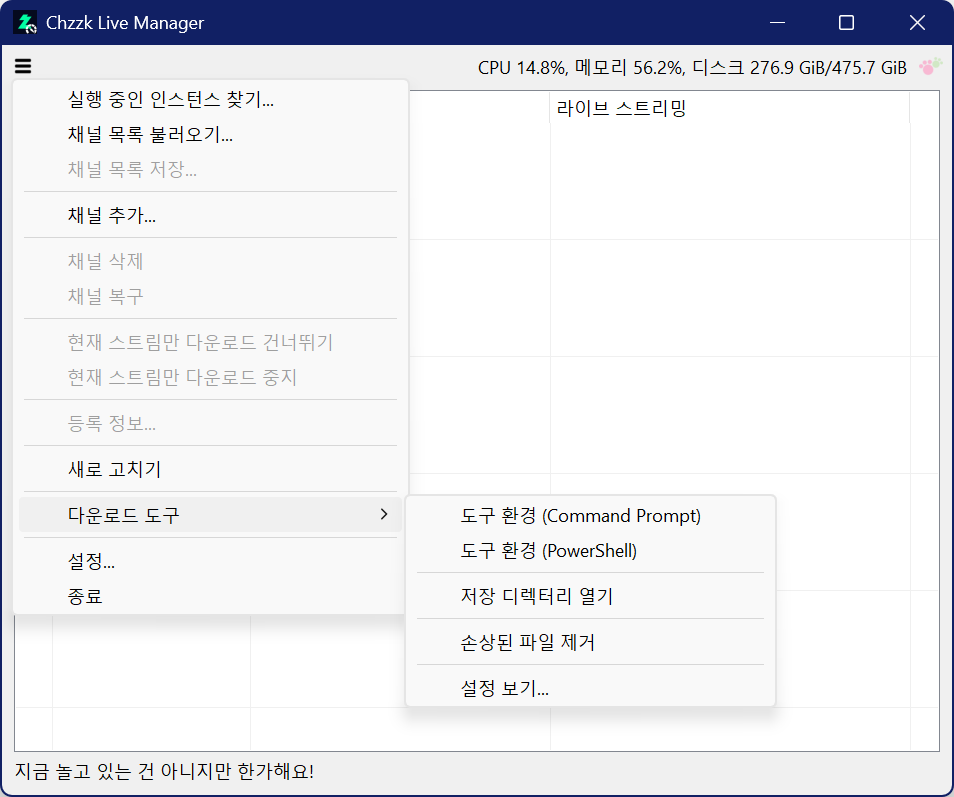 Chzzk Live Manager
CPU 14.8%, 메모리 56.2%, 디스크 276.9 GiB/475.7 GiB
라이브 스트리밍
실행 중인 인스턴스 찾기...
채널 목록 불러오기...
채널 목록 저장...
채널 추가...
채널 삭제
채널 복구
현재 스트림만 다운로드 건너뛰기
현재 스트림만 다운로드 중지
등록 정보...
새로 고치기
다운로드 도구
설정...
종료
도구 환경 (Command Prompt)
도구 환경 (PowerShell)
저장 디렉터리 열기
손상된 파일 제거
설정 보기...
지금 놀고 있는 건 아니지만 한가해요!